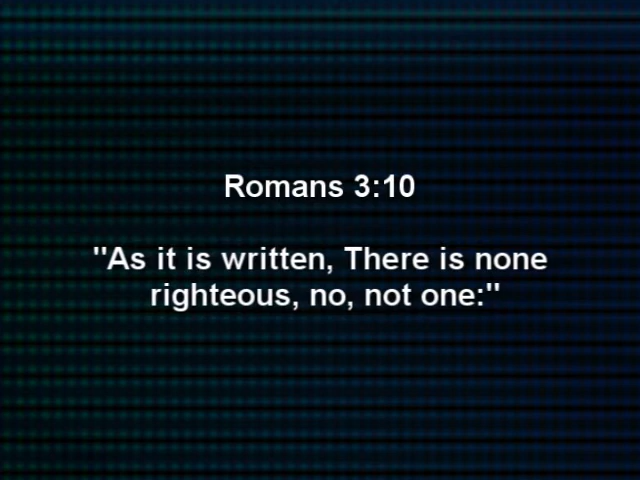 Romans 3:10
"As it is written, There is none
righteous, no, not one:"